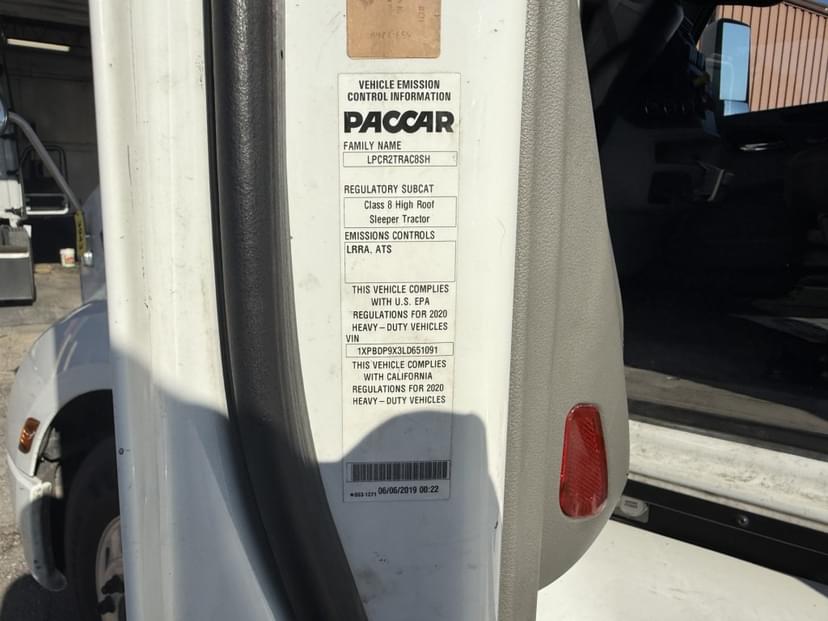 VEHICLE EMISSION
CONTROL INFORMATION
PACCAR
FAMILY NAME
LPCR2TRAC8SH
REGULATORY SUBCAT
Class 8 High Roof
Sleeper Tractor
EMISSIONS CONTROLS
LRRA, ATS
THIS VEHICLE COMPLIES
WITH U.S. EPA
REGULATIONS FOR 2020
HEAVY-DUTY VEHICLES
VIN
1XPBDP9X3LD651091
THIS VEHICLE COMPLIES
WITH CALIFORNIA
REGULATIONS FOR 2020
HEAVY-DUTY VEHICLES
06/06/2019 00:22